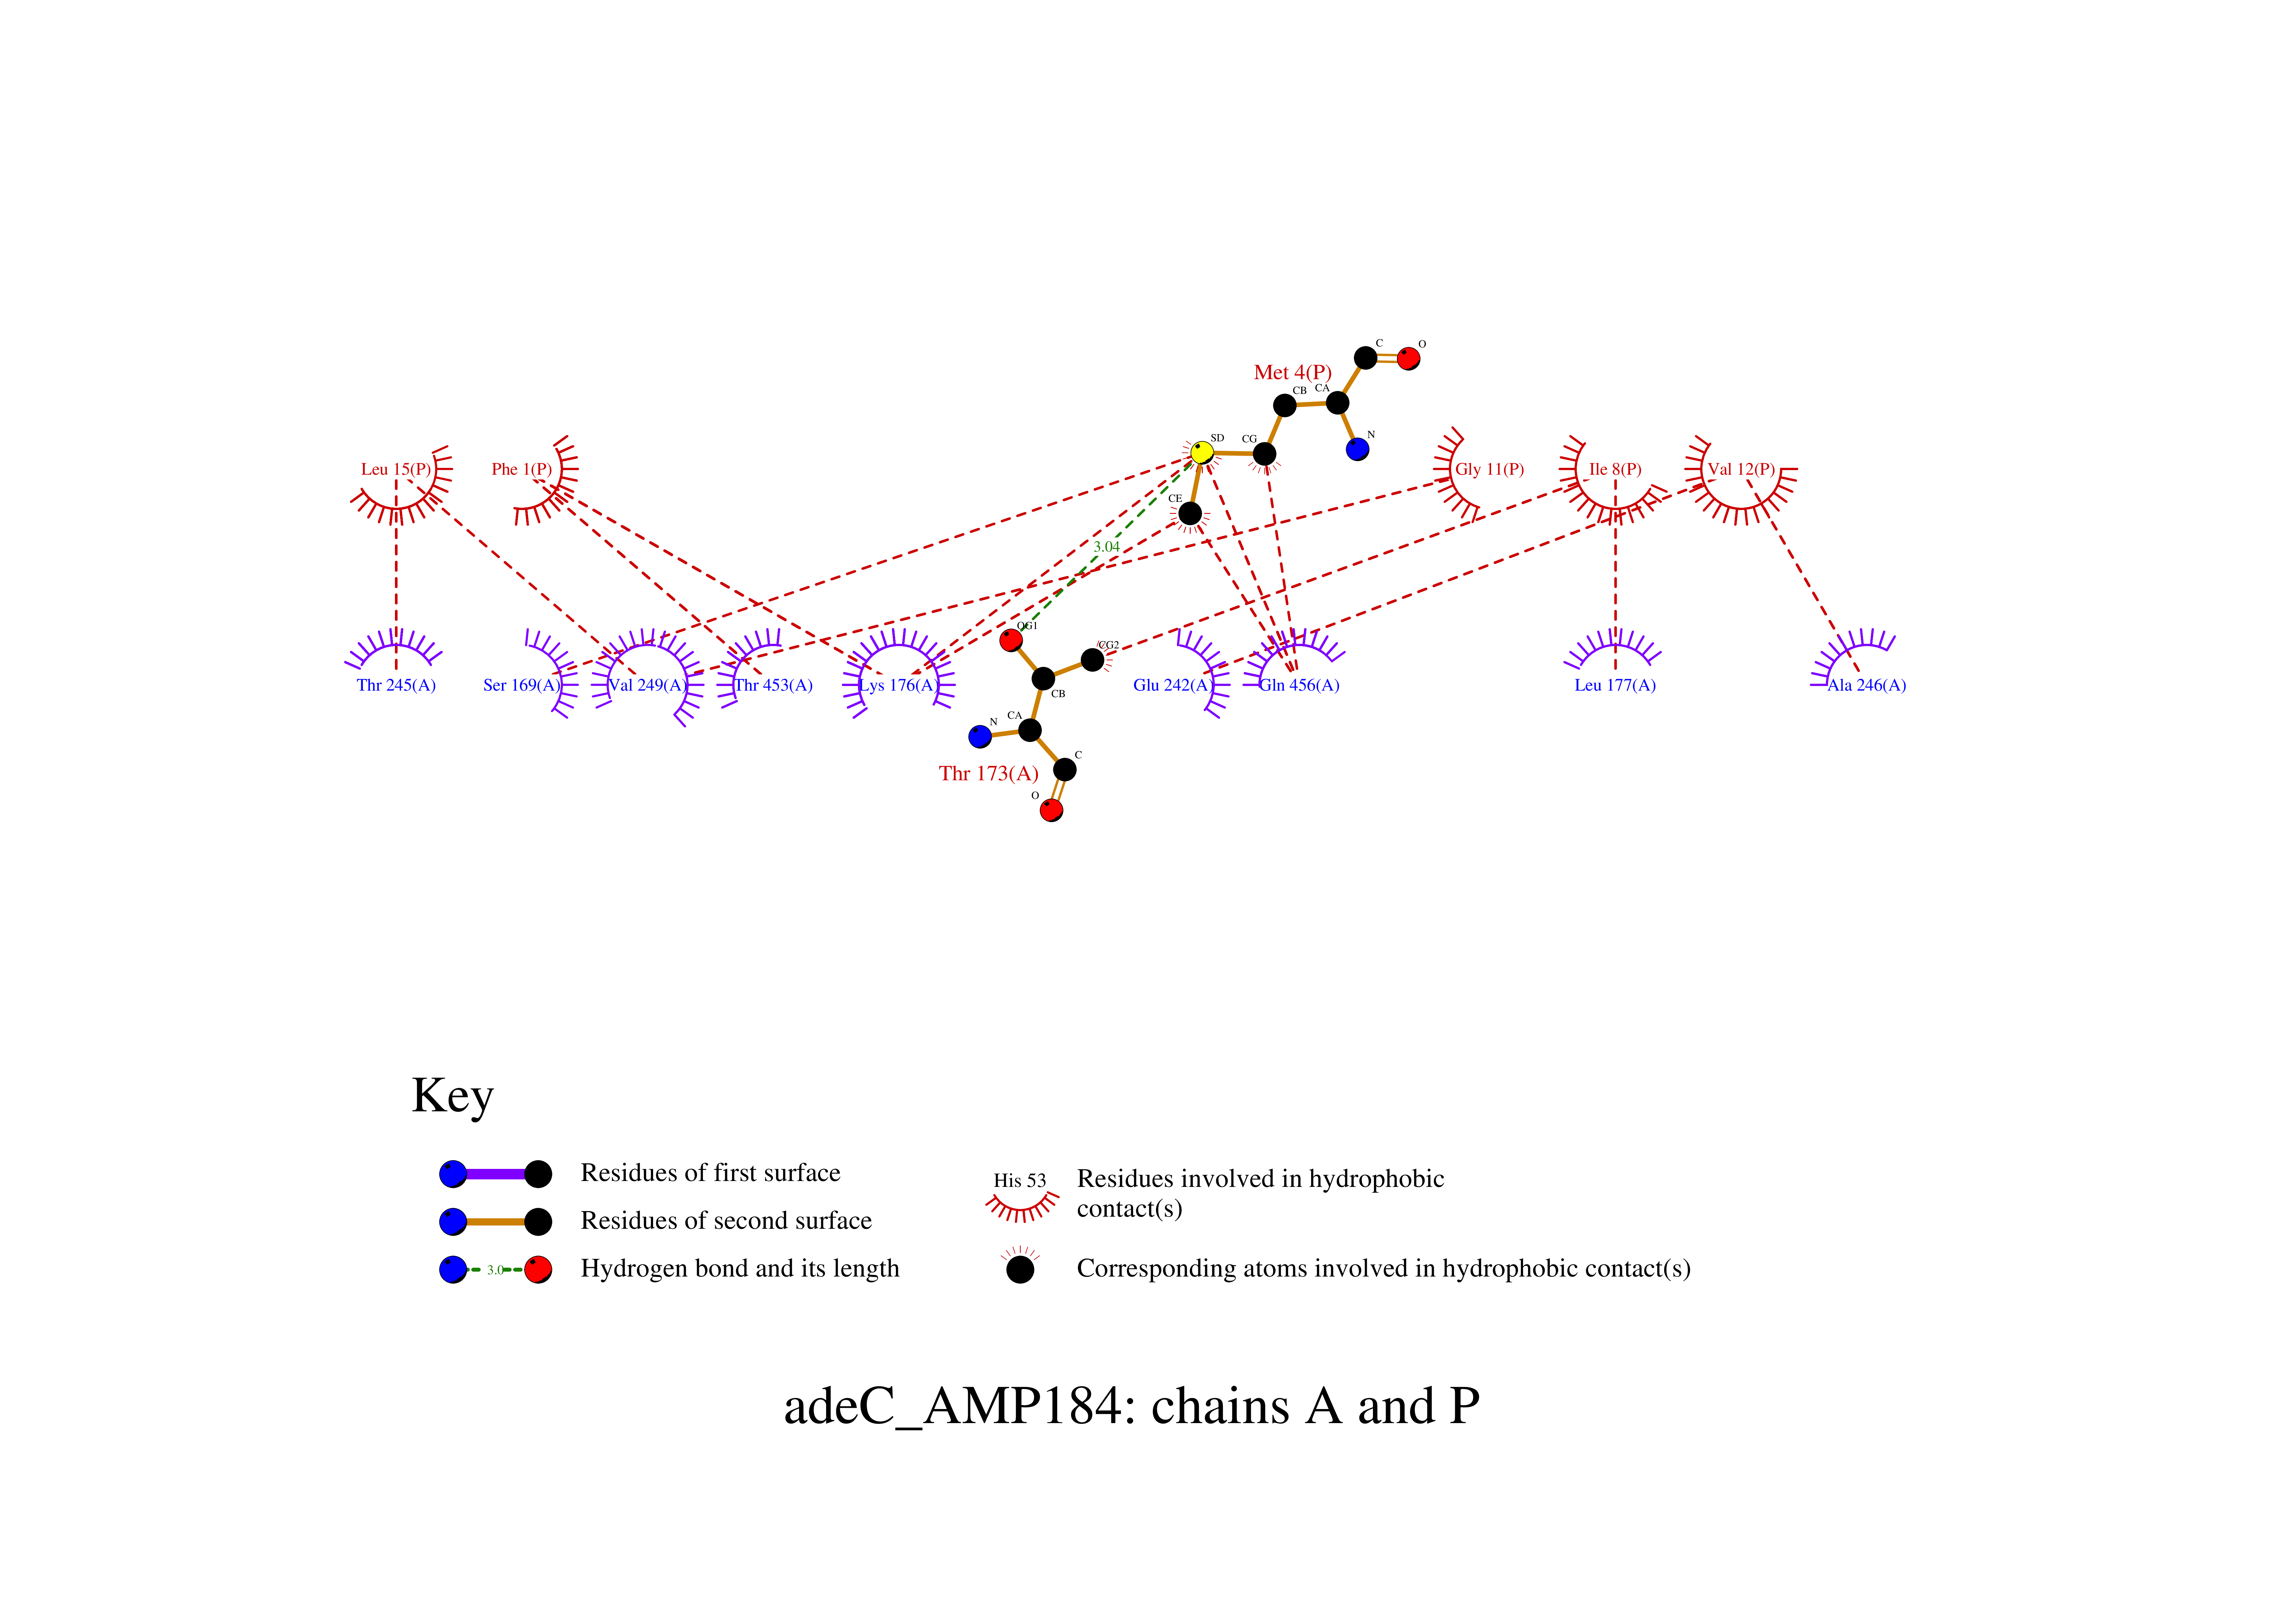 C
O
Met 4(P)
CB
CA
N
SD
CG
CE
Leu 15(P)
Phe 1(P)
Gly 11(P)
Ile 8(P)
Val 12(P)
3.04
OG1
CG2
Thr 245(A)
Ser 169(A)
Val 249(A)
Thr 453(A)
Lys 176(A)
CB
Glu 242(A)
Gln 456(A)
Leu 177(A)
Ala 246(A)
N
CA
C
Thr 173(A)
O
Key
Residues of first surface
Residues of second surface
3.0
Hydrogen bond and its length
His 53
Residues involved in hydrophobic
contact(s)
Corresponding atoms involved in hydrophobic contact(s)
adeC_AMP184: chains A and P